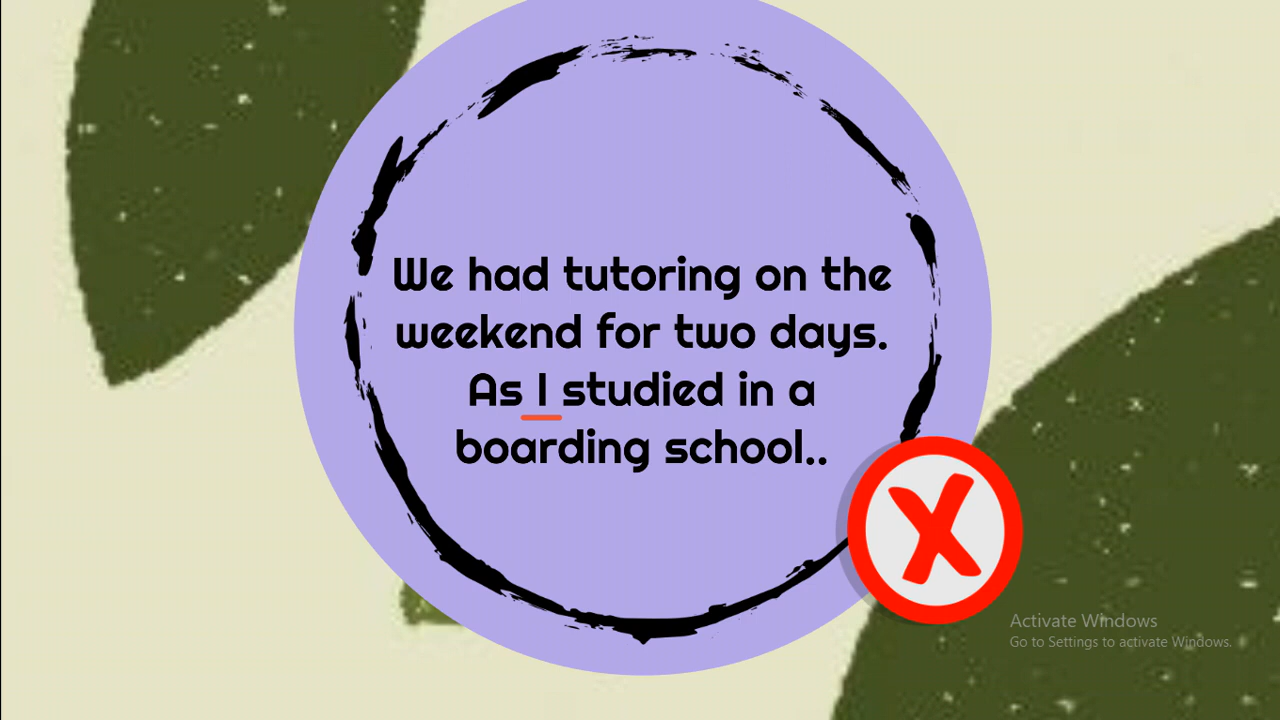 We had tutoring on the
weekend for two days.
As I studied in a
boarding school..
X
Activate Windows
Go to Settings to activate Windows.